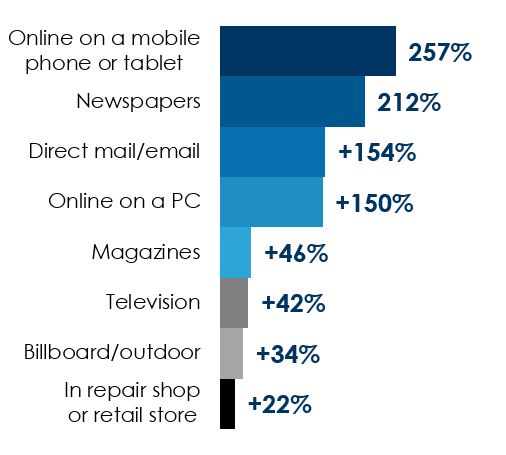 Online on a mobile
phone or tablet
257%
Newspapers
212%
Direct mail/email
+154%
Online on a PC
+150%
Magazines
+46%
Television
+42%
Billboard/outdoor
+34%
In repair shop
or retail store
+22%